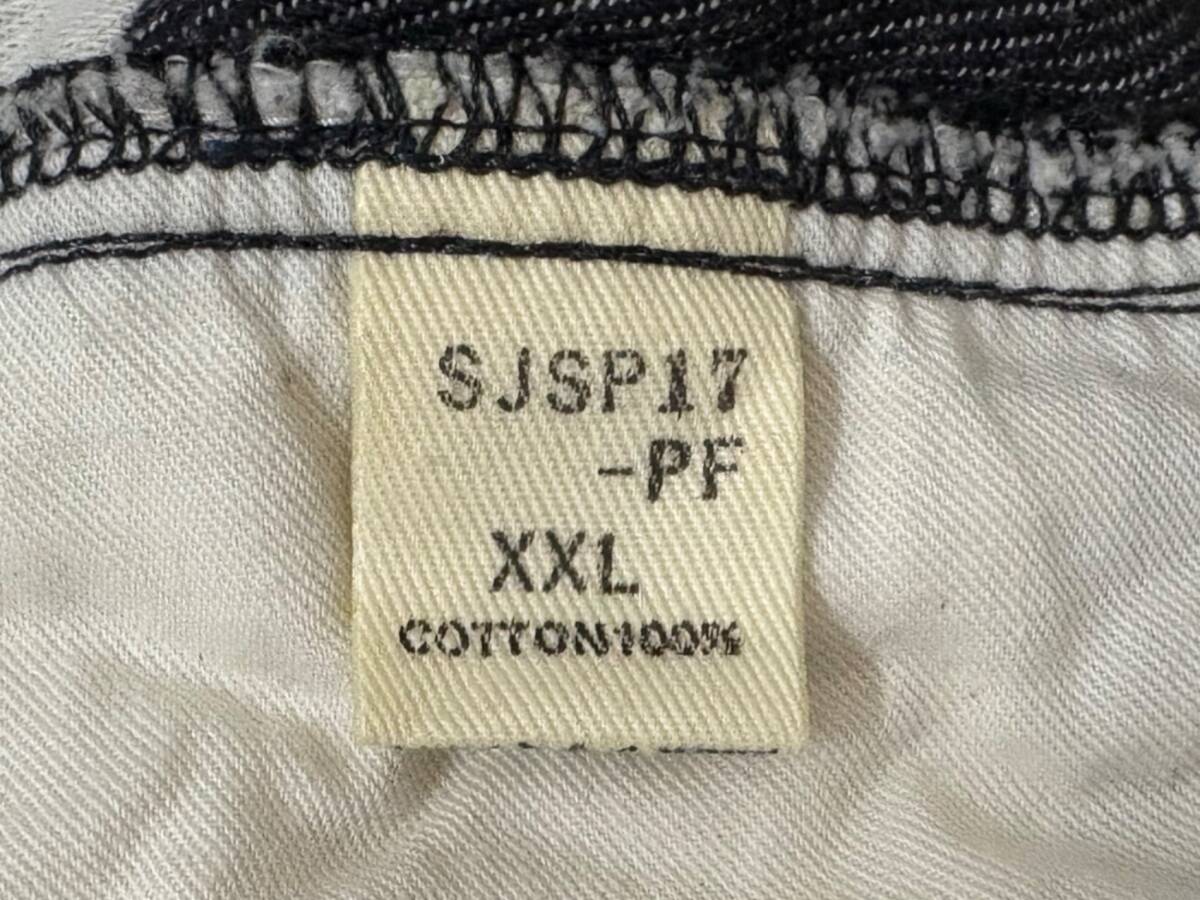 SJSP17
-PF
XXL
COTTON100%